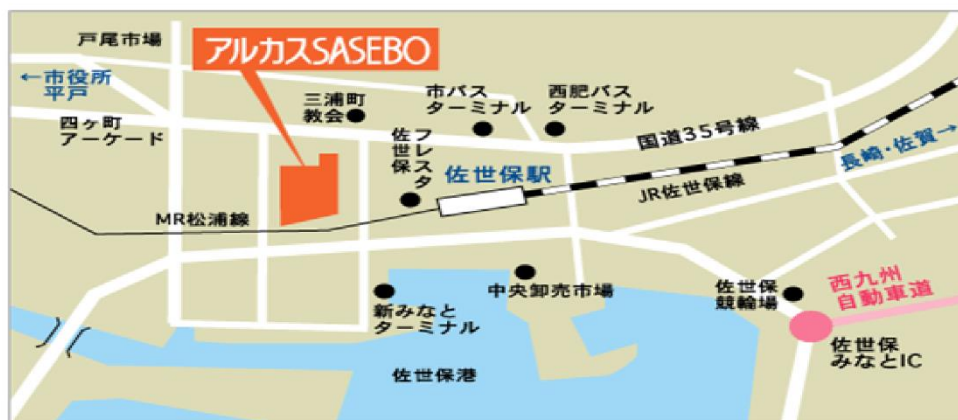 戸尾市場
アルカスSASEBO
←市役所
平戸
三浦町
教会
市バス
ターミナル
西肥バス
ターミナル
四ヶ町
アーケード
国道35号線
フレスタ
佐世保
佐世保駅
長崎・佐賀→
JR佐世保線
MR松浦線
中央卸売市場
新みなと
ターミナル
佐世保
競輪場
西九州
自動車道
佐世保
みなとIC
佐世保港